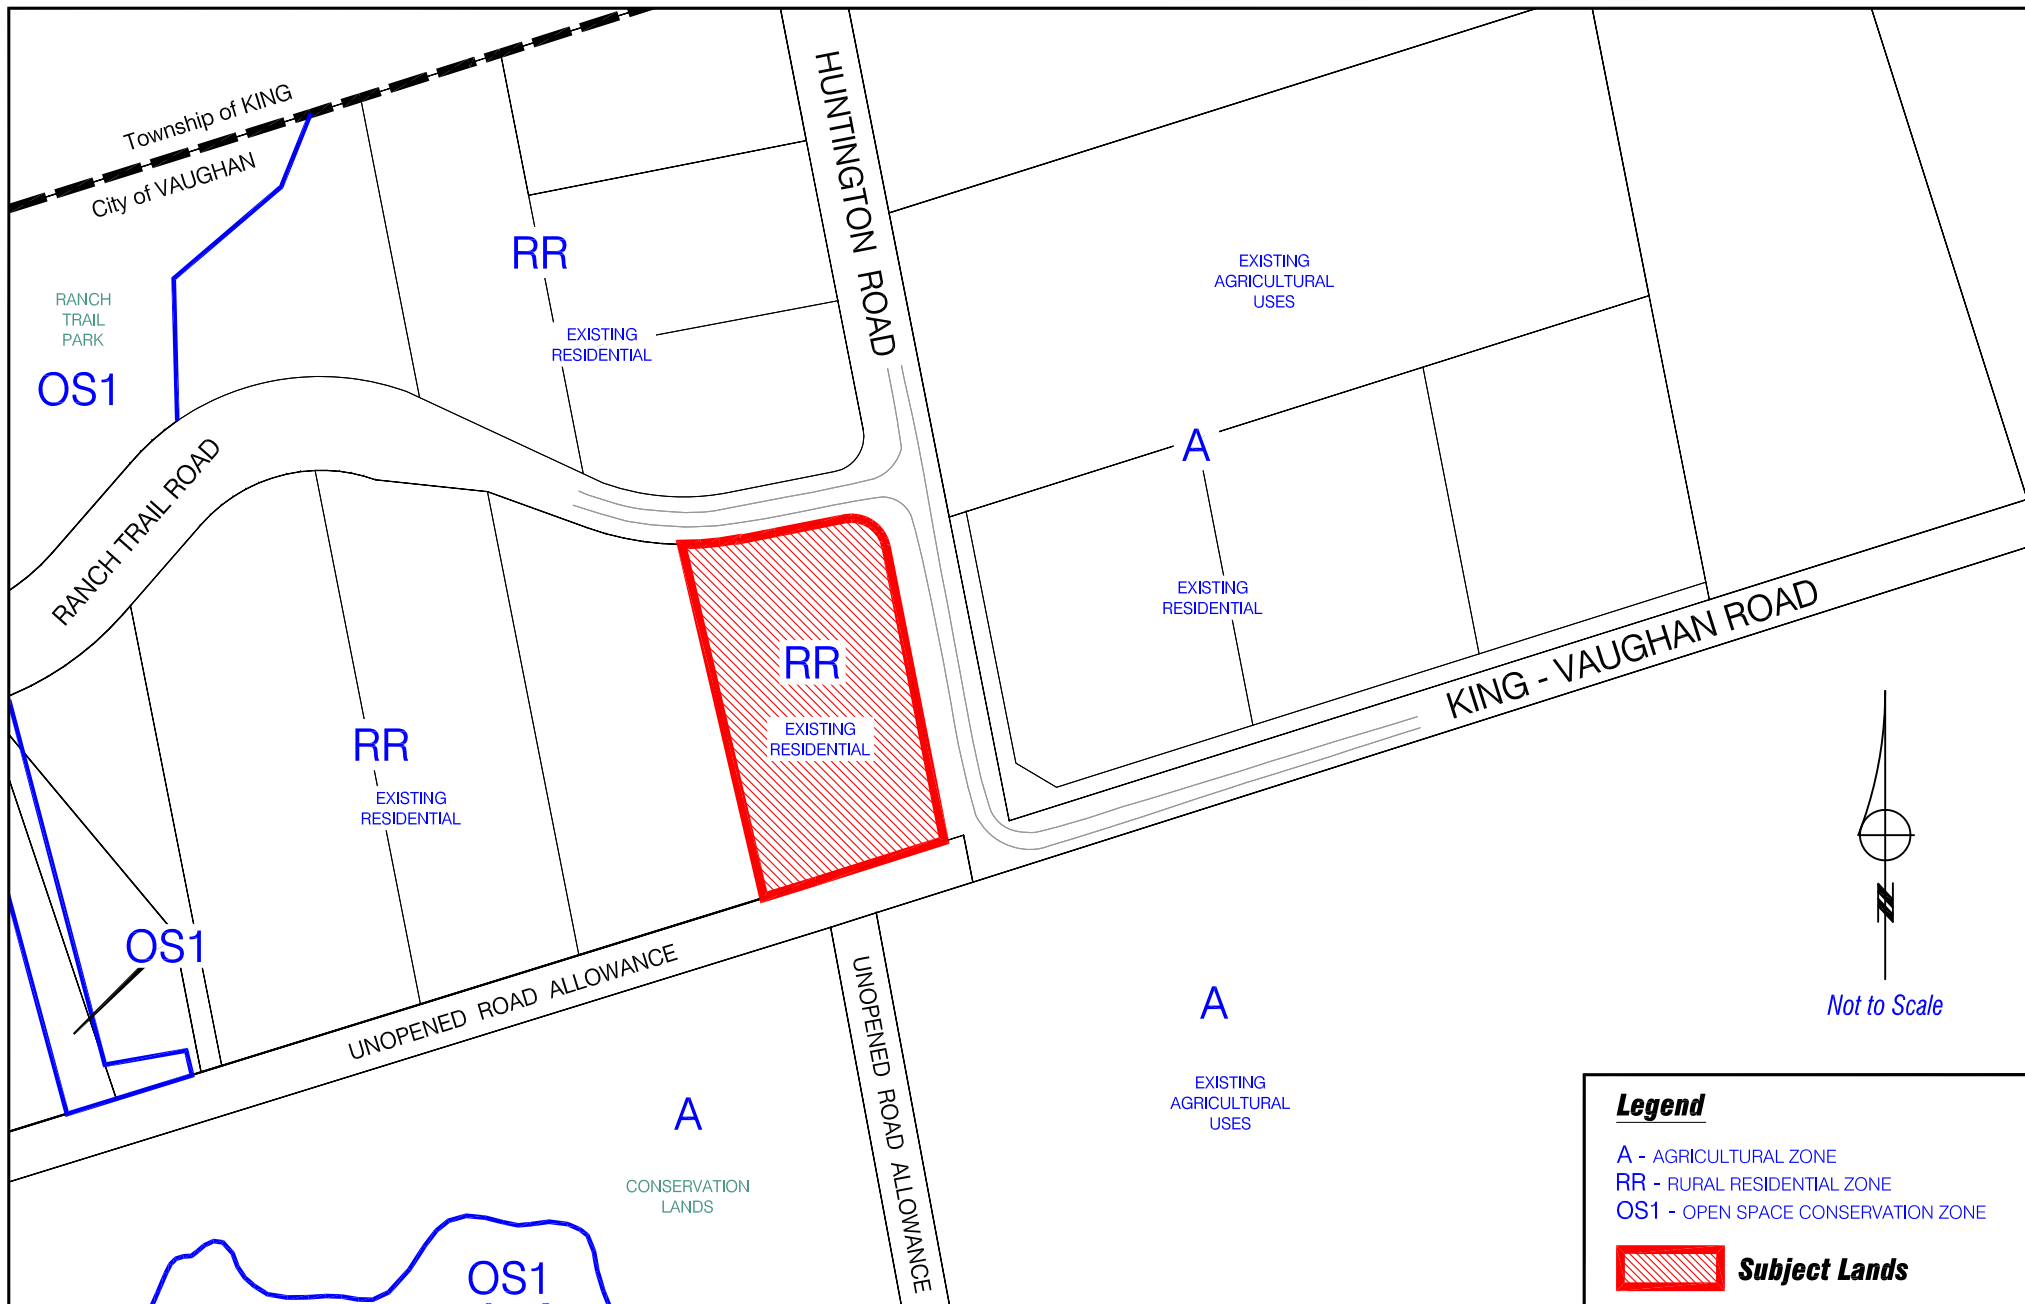 Township of KING
City of VAUGHAN
HUNTINGTON ROAD
RR
EXISTING
AGRICULTURAL
USES
RANCH
TRAIL
PARK
EXISTING
RESIDENTIAL
OS1
A
RANCH TRAIL ROAD
EXISTING
RESIDENTIAL
KING - VAUGHAN ROAD
RR
EXISTING
RESIDENTIAL
RR
EXISTING
RESIDENTIAL
OS1
UNOPENED ROAD ALLOWANCE
UNOPENED ROAD ALLOWANCE
A
EXISTING
AGRICULTURAL
USES
N
Not to Scale
A
CONSERVATION
LANDS
OS1
Legend
A - AGRICULTURAL ZONE
RR - RURAL RESIDENTIAL ZONE
OS1 - OPEN SPACE CONSERVATION ZONE
Subject Lands